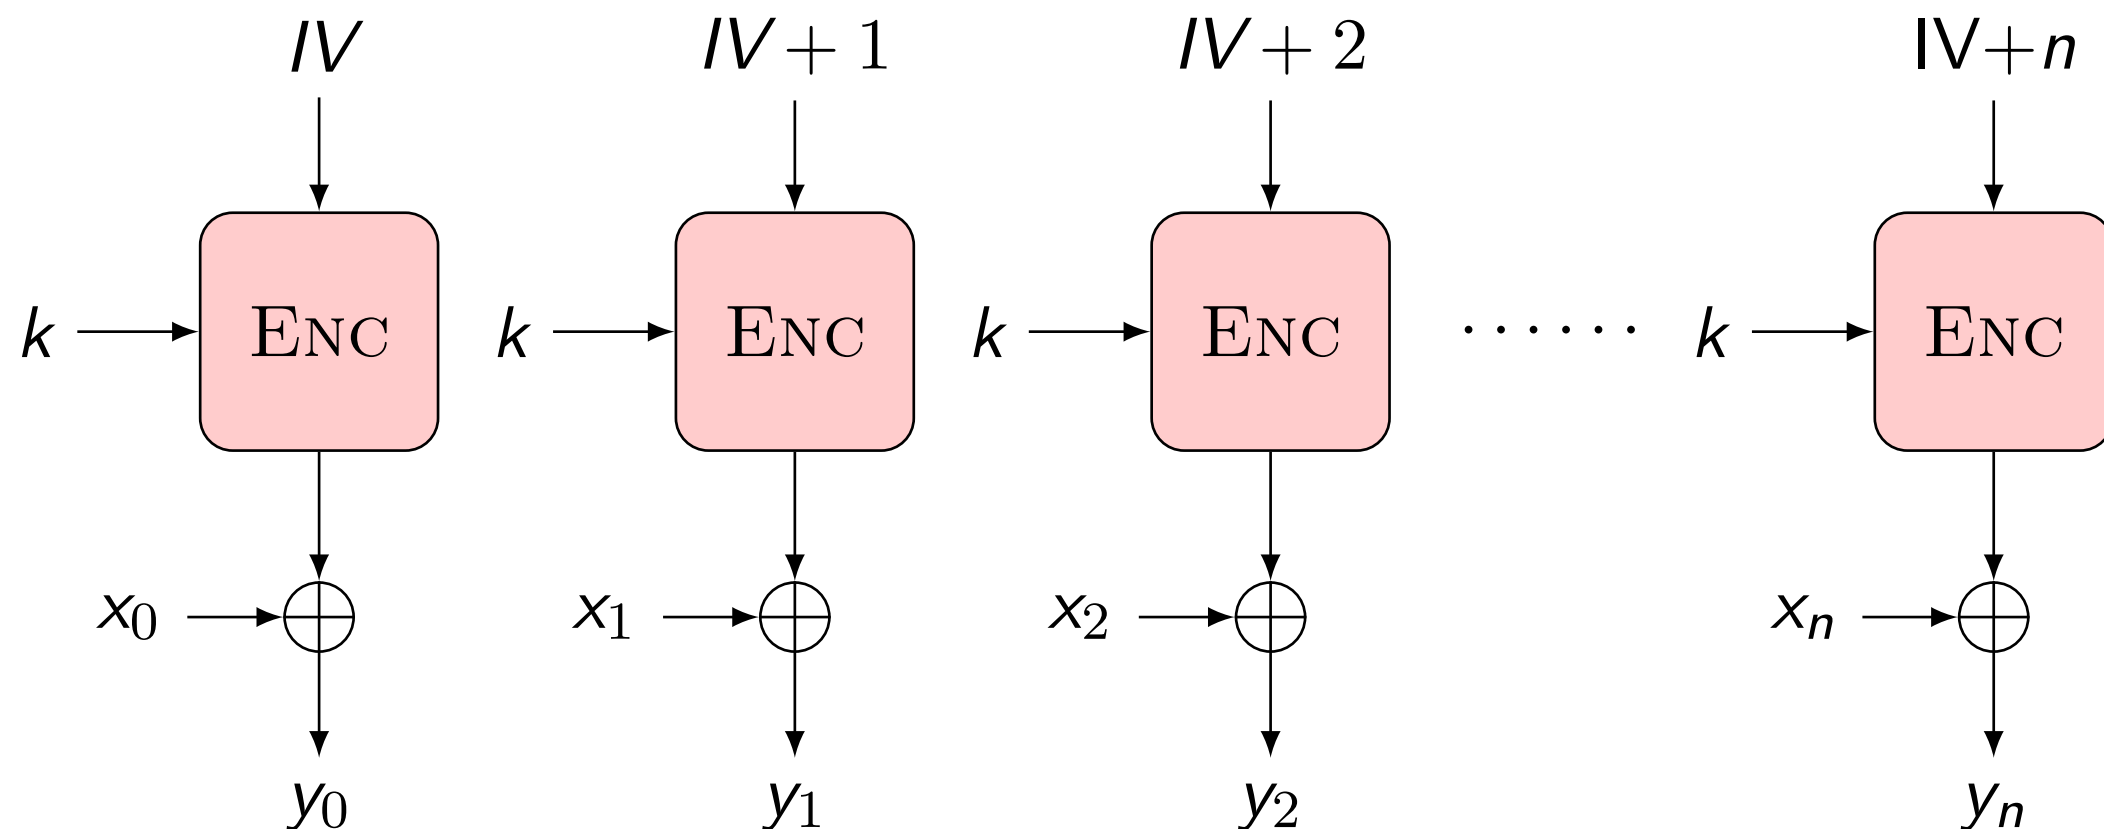 IV IV + 1 IV + 2 IV+n
k ENC k ENC k ENC · · · · · · k ENC
x₀ x₁ x₂ xₙ
y₀ y₁ y₂ yₙ